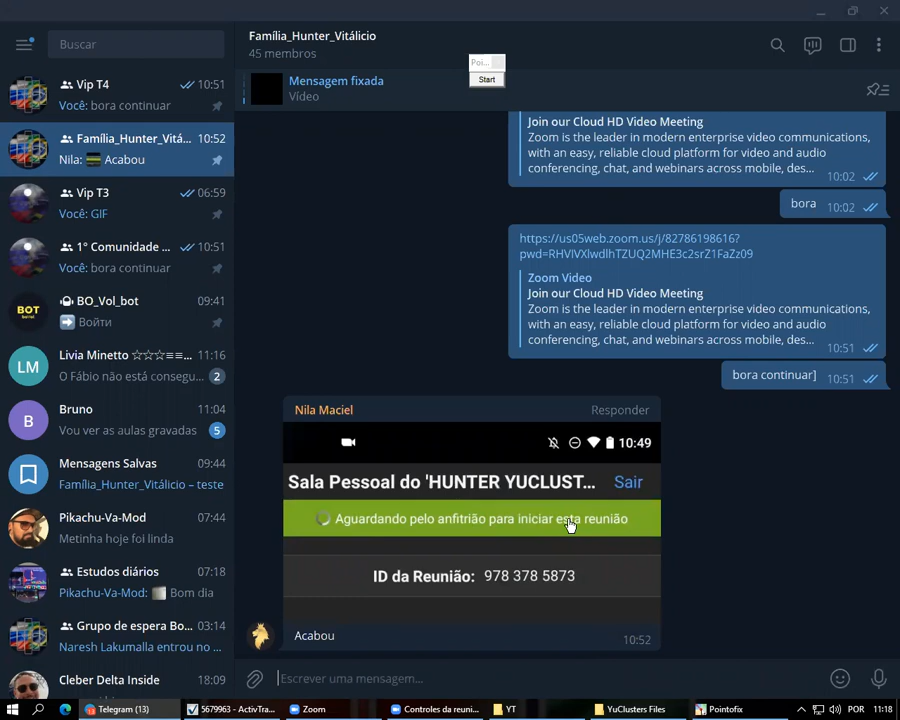 Buscar
Vip T4 10:51
Você: bora continuar
Família_Hunter_Vitá... 10:52
Nila: Acabou
Vip T3 06:59
Você: GIF
1º Comunidade ... 10:51
Você: bora continuar
BOT
BO_Vol_bot 09:41
Войти
LM
Livia Minetto ☆☆☆≡≡... 11:16
O Fábio não está consegu... 2
B
Bruno 11:04
Vou ver as aulas gravadas 5
Mensagens Salvas 09:44
Família_Hunter_Vitálicio – teste
Pikachu-Va-Mod 07:44
Metinha hoje foi linda
Estudos diários 07:18
Pikachu-Va-Mod: Bom dia
Grupo de espera Bo... 03:14
Naresh Lakumalla entrou no ...
Cleber Delta Inside 18:09
Família_Hunter_Vitálicio
45 membros
Poi...
Start
Mensagem fixada
Vídeo
Join our Cloud HD Video Meeting
Zoom is the leader in modern enterprise video communications,
with an easy, reliable cloud platform for video and audio
conferencing, chat, and webinars across mobile, des... 10:02
bora 10:02
https://us05web.zoom.us/j/82786198616?
pwd=RHVIVXlwdlhTZUQ2MHE3c2srZ1FaZz09
Zoom Video
Join our Cloud HD Video Meeting
Zoom is the leader in modern enterprise video communications,
with an easy, reliable cloud platform for video and audio
conferencing, chat, and webinars across mobile, des... 10:51
bora continuar] 10:51
Nila Maciel Responder
10:49
Sala Pessoal do 'HUNTER YUCLUST... Sair
Aguardando pelo anfitrião para iniciar esta reunião
ID da Reunião: 978 378 5873
Acabou 10:52
Escrever uma mensagem...
Telegram (13) 5679963 - ActivTra... Zoom Controles da reuni... YT YuClusters Files Pointofix POR 11:18